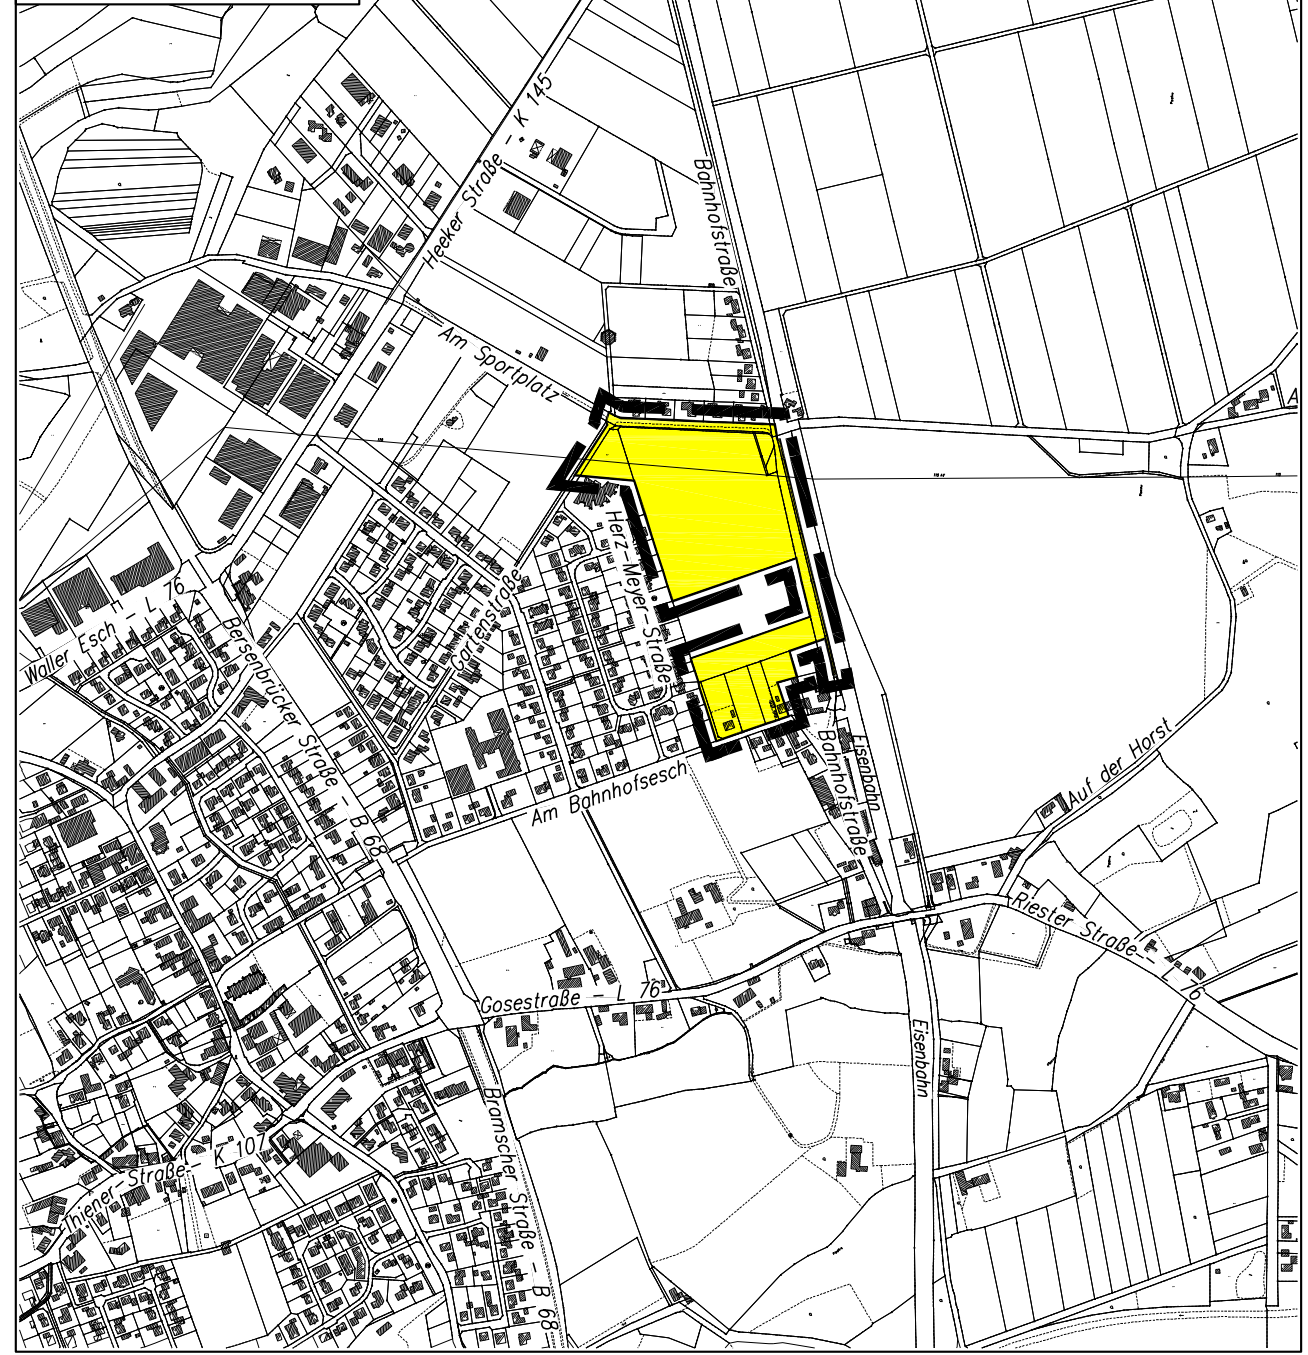 Heeker Straße - K 145
Bahnhofstraße
Am Sportplatz
A
Herz-Meyer-Straße
Gartenstraße
Waller Esch - L 76
Bersenbrücker Straße - B 68
Am Bahnhofsesch
Bahnhofstraße
Eisenbahn
Auf der Horst
Riester Straße - L 76
Gosestraße - L 76
Eisenbahn
Bramscher Straße - B 68
Thiener-Straße - K 107